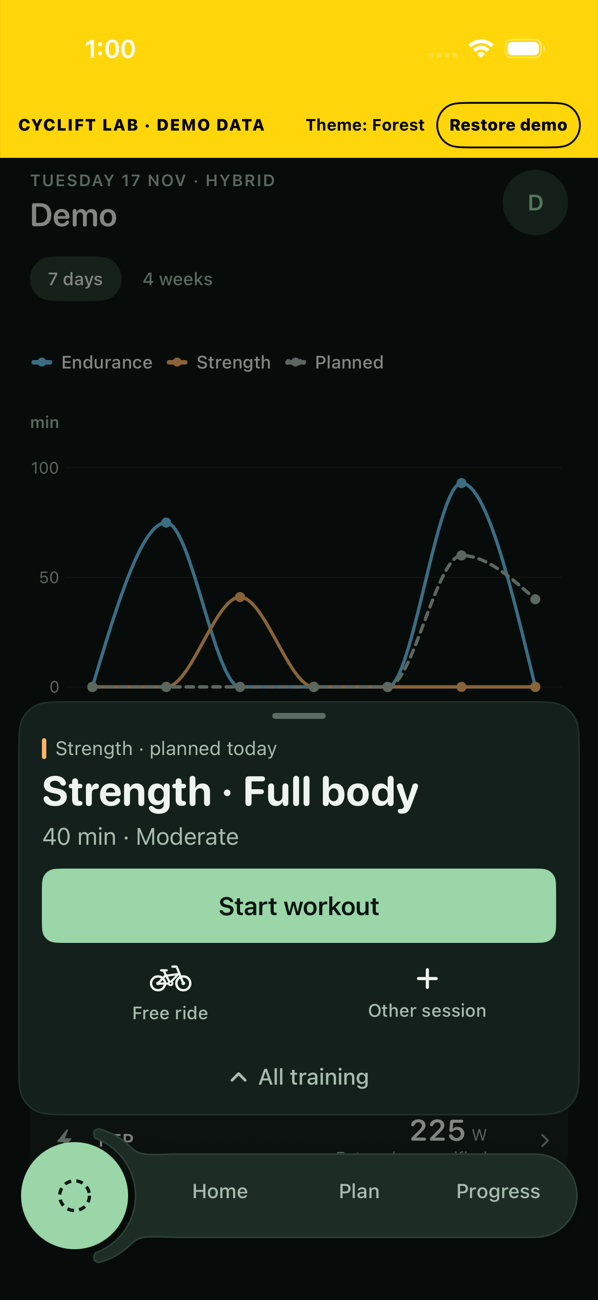 1:00
CYCLIFT LAB · DEMO DATA
Theme: Forest
Restore demo
TUESDAY 17 NOV · HYBRID
Demo
D
7 days
4 weeks
Endurance
Strength
Planned
min
100
50
0
Strength · planned today
Strength · Full body
40 min · Moderate
Start workout
Free ride
Other session
All training
225 W
Home
Plan
Progress